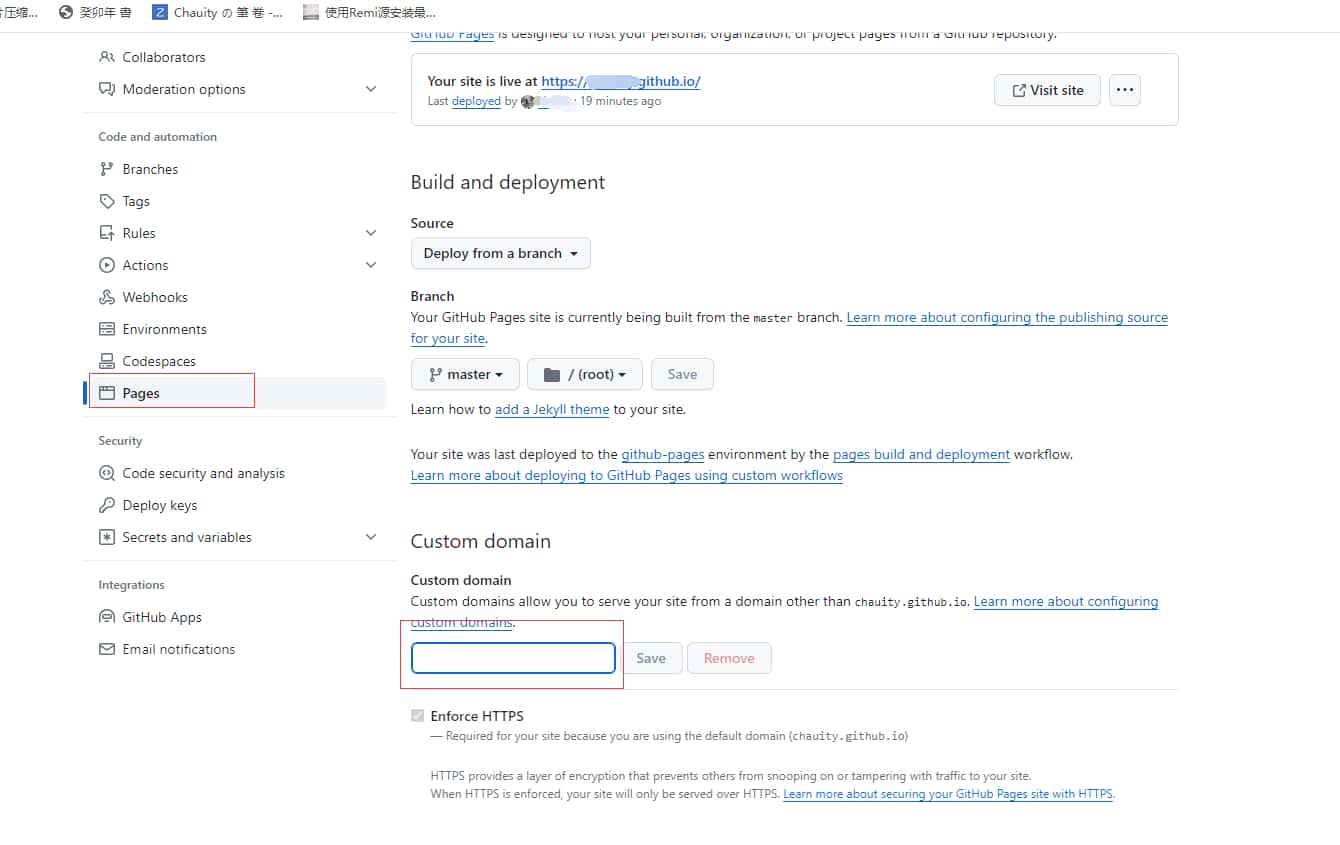 片压缩...
癸卯年 書
Chauity の 筆 卷 -...
使用Remi源安装最...
GitHub Pages is designed to host your personal, organization, or project pages from a GitHub repository.
Collaborators
Moderation options
Code and automation
Branches
Tags
Rules
Actions
Webhooks
Environments
Codespaces
Pages
Security
Code security and analysis
Deploy keys
Secrets and variables
Integrations
GitHub Apps
Email notifications
Your site is live at https:// github.io/
Last deployed by 19 minutes ago
Visit site
Build and deployment
Source
Deploy from a branch
Branch
Your GitHub Pages site is currently being built from the master branch. Learn more about configuring the publishing source
for your site.
master
/ (root)
Save
Learn how to add a Jekyll theme to your site.
Your site was last deployed to the github-pages environment by the pages build and deployment workflow.
Learn more about deploying to GitHub Pages using custom workflows
Custom domain
Custom domain
Custom domains allow you to serve your site from a domain other than chauity.github.io. Learn more about configuring
custom domains.
Save
Remove
Enforce HTTPS
— Required for your site because you are using the default domain (chauity.github.io)
HTTPS provides a layer of encryption that prevents others from snooping on or tampering with traffic to your site.
When HTTPS is enforced, your site will only be served over HTTPS. Learn more about securing your GitHub Pages site with HTTPS.